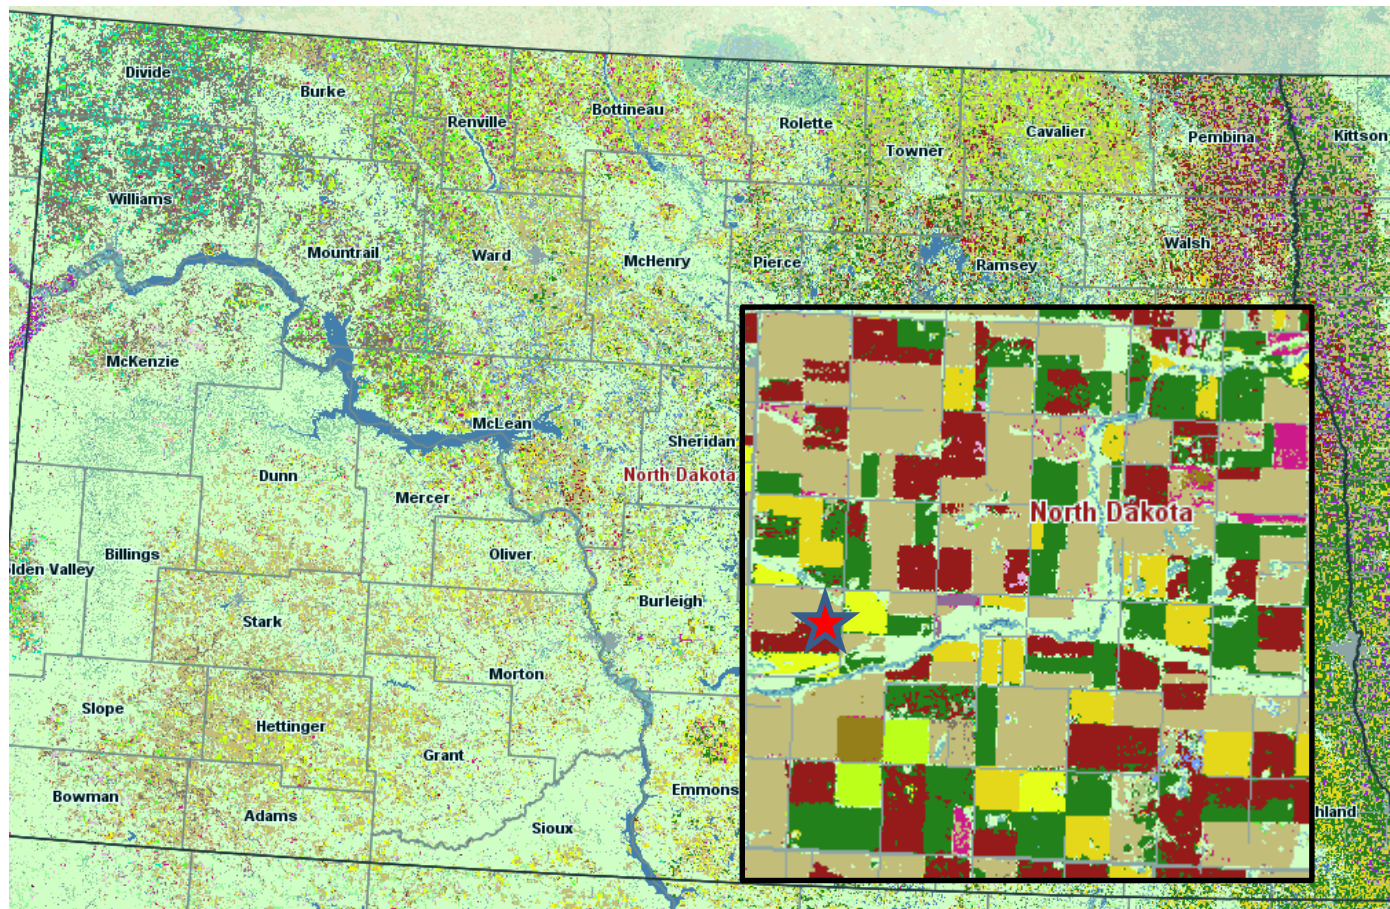 Divide
Burke
Renville
Bottineau
Rolette
Towner
Cavalier
Pembina
Kittson
Williams
Mountrail
Ward
McHenry
Pierce
Ramsey
Walsh
McKenzie
McLean
Sheridan
North Dakota
Dunn
Mercer
North Dakota
Billings
Oliver
lden Valley
Stark
Burleigh
Morton
Slope
Hettinger
Grant
Bowman
Adams
Emmons
Sioux
hland